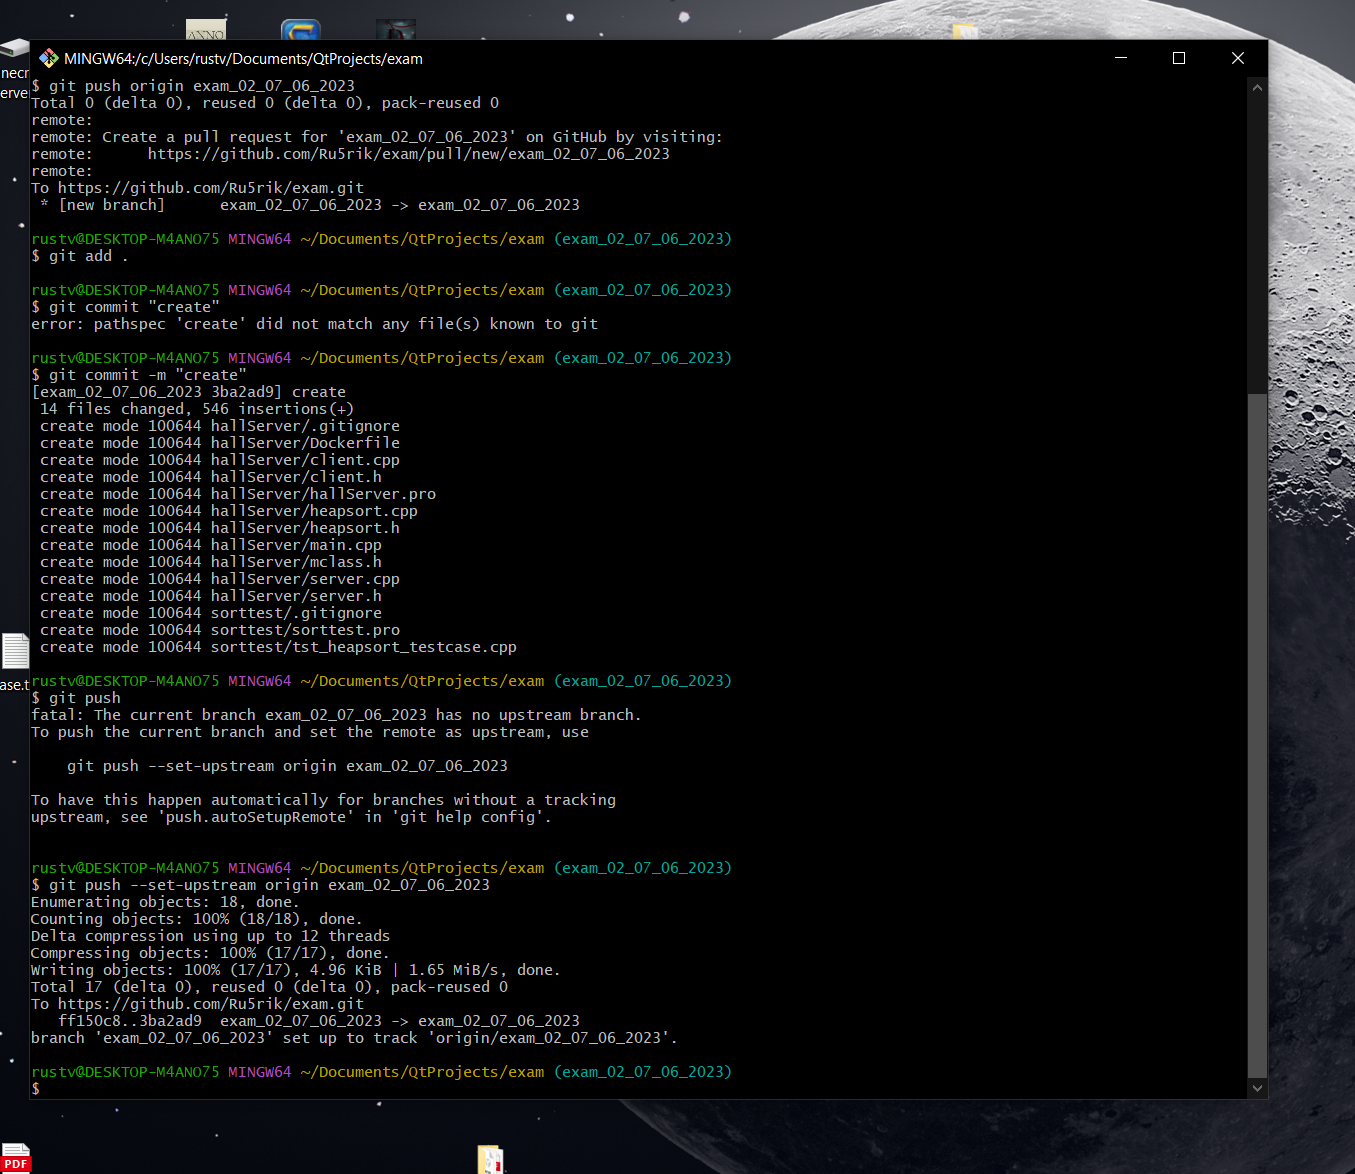 ANNO
necr
erve
MINGW64:/c/Users/rustv/Documents/QtProjects/exam
$ git push origin exam_02_07_06_2023
Total 0 (delta 0), reused 0 (delta 0), pack-reused 0
remote:
remote: Create a pull request for 'exam_02_07_06_2023' on GitHub by visiting:
remote:      https://github.com/Ru5rik/exam/pull/new/exam_02_07_06_2023
remote:
To https://github.com/Ru5rik/exam.git
 * [new branch]      exam_02_07_06_2023 -> exam_02_07_06_2023

rustv@DESKTOP-M4ANO75 MINGW64 ~/Documents/QtProjects/exam (exam_02_07_06_2023)
$ git add .

rustv@DESKTOP-M4ANO75 MINGW64 ~/Documents/QtProjects/exam (exam_02_07_06_2023)
$ git commit "create"
error: pathspec 'create' did not match any file(s) known to git

rustv@DESKTOP-M4ANO75 MINGW64 ~/Documents/QtProjects/exam (exam_02_07_06_2023)
$ git commit -m "create"
[exam_02_07_06_2023 3ba2ad9] create
 14 files changed, 546 insertions(+)
 create mode 100644 hallServer/.gitignore
 create mode 100644 hallServer/Dockerfile
 create mode 100644 hallServer/client.cpp
 create mode 100644 hallServer/client.h
 create mode 100644 hallServer/hallServer.pro
 create mode 100644 hallServer/heapsort.cpp
 create mode 100644 hallServer/heapsort.h
 create mode 100644 hallServer/main.cpp
 create mode 100644 hallServer/mclass.h
 create mode 100644 hallServer/server.cpp
 create mode 100644 hallServer/server.h
 create mode 100644 sorttest/.gitignore
 create mode 100644 sorttest/sorttest.pro
 create mode 100644 sorttest/tst_heapsort_testcase.cpp

ase.t
rustv@DESKTOP-M4ANO75 MINGW64 ~/Documents/QtProjects/exam (exam_02_07_06_2023)
$ git push
fatal: The current branch exam_02_07_06_2023 has no upstream branch.
To push the current branch and set the remote as upstream, use

    git push --set-upstream origin exam_02_07_06_2023

To have this happen automatically for branches without a tracking
upstream, see 'push.autoSetupRemote' in 'git help config'.

rustv@DESKTOP-M4ANO75 MINGW64 ~/Documents/QtProjects/exam (exam_02_07_06_2023)
$ git push --set-upstream origin exam_02_07_06_2023
Enumerating objects: 18, done.
Counting objects: 100% (18/18), done.
Delta compression using up to 12 threads
Compressing objects: 100% (17/17), done.
Writing objects: 100% (17/17), 4.96 KiB | 1.65 MiB/s, done.
Total 17 (delta 0), reused 0 (delta 0), pack-reused 0
To https://github.com/Ru5rik/exam.git
   ff150c8..3ba2ad9  exam_02_07_06_2023 -> exam_02_07_06_2023
branch 'exam_02_07_06_2023' set up to track 'origin/exam_02_07_06_2023'.

rustv@DESKTOP-M4ANO75 MINGW64 ~/Documents/QtProjects/exam (exam_02_07_06_2023)
$
PDF